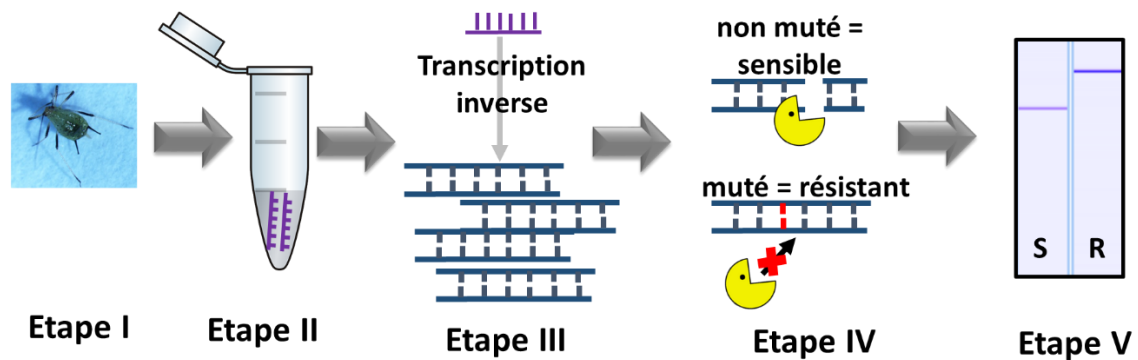 Transcription
inverse
non muté =
sensible
muté = résistant
S R
Etape I
Etape II
Etape III
Etape IV
Etape V